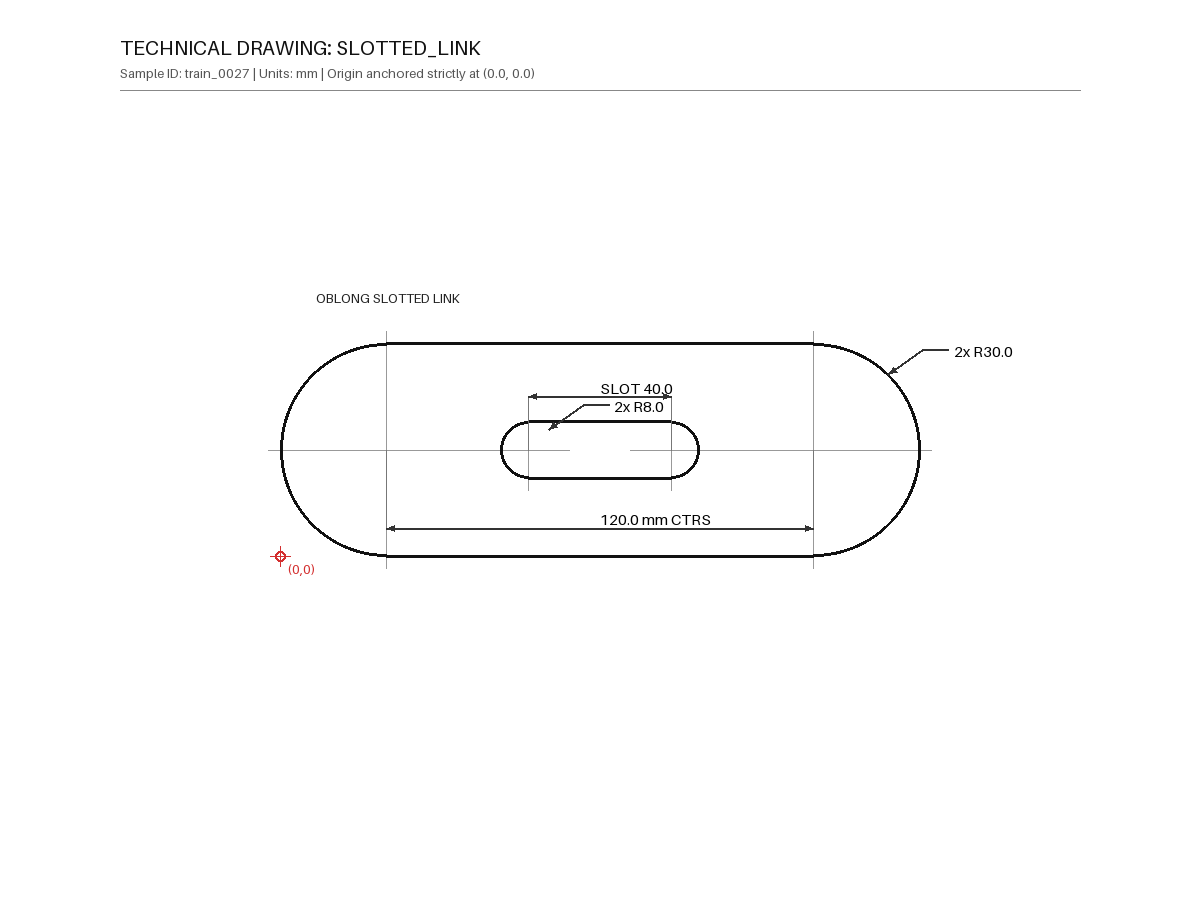 TECHNICAL DRAWING: SLOTTED_LINK
Sample ID: train_0027 | Units: mm | Origin anchored strictly at (0.0, 0.0)
OBLONG SLOTTED LINK
2x R30.0
SLOT 40.0
2x R8.0
120.0 mm CTRS
(0,0)